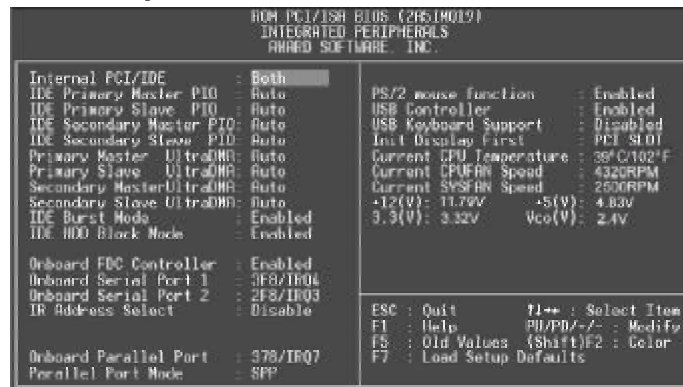 ROM PCI/ISA BIOS (2A5IMQ19)
INTEGRATED PERIPHERALS
AWARD SOFTWARE. INC.
Internal PCI/IDE : Both
IDE Primary Master PIO : Auto
IDE Primary Slave PIO : Auto
IDE Secondary Master PIO: Auto
IDE Secondary Slave PIO: Auto
Primary Master UltraDMA: Auto
Primary Slave UltraDMA: Auto
Secondary MasterUltraDMA: Auto
Secondary Slave UltraDMA: Auto
IDE Burst Mode : Enabled
IDE HDD Block Mode : Enabled
Onboard FDC Controller : Enabled
Onboard Serial Port 1 : 3F8/IRQ4
Onboard Serial Port 2 : 2F8/IRQ3
IR Address Select : Disable
Onboard Parallel Port : 378/IRQ7
Parallel Port Mode : SPP
PS/2 mouse function : Enabled
USB Controller : Enabled
USB Keyboard Support : Disabled
Init Display First : PCI SLOT
Current CPU Temperature : 39°C/102°F
Current CPUFAN Speed : 4320RPM
Current SYSFAN Speed : 2500RPM
+12(V): 11.79V +5(V): 4.83V
3.3(V): 3.32V Vco(V): 2.4V
ESC : Quit ↑↓→← : Select Item
F1 : Help PU/PD/+/- : Modify
F5 : Old Values (Shift)F2 : Color
F7 : Load Setup Defaults